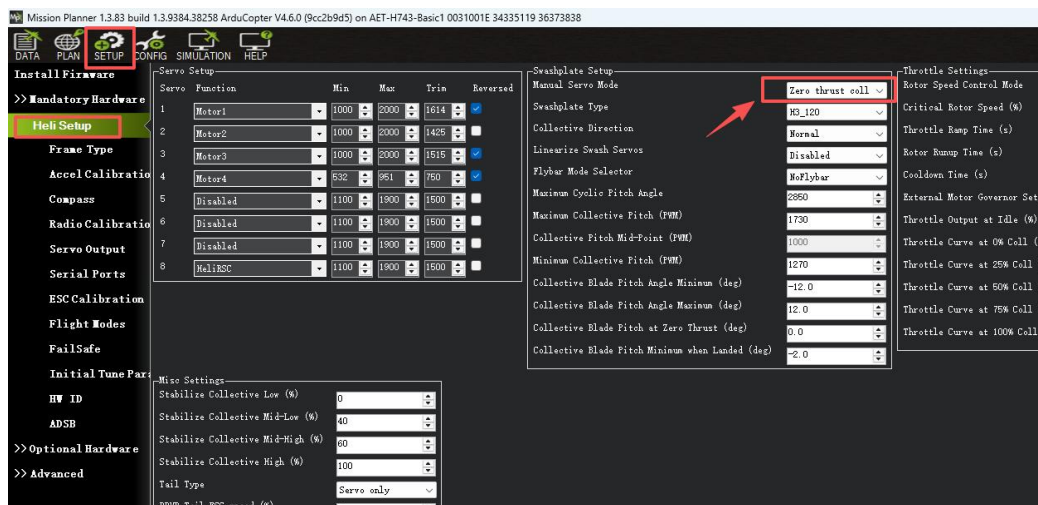 Mission Planner 1.3.83 build 1.3.9384.38258 ArduCopter V4.6.0 (9cc2b9d5) on AET-H743-Basic1 0031001E 34335119 36373838
DATA PLAN SETUP CONFIG SIMULATION HELP
Install Firmware
>> Mandatory Hardware
Heli Setup
Frame Type
Accel Calibratio
Compass
Radio Calibratio
Servo Output
Serial Ports
ESC Calibration
Flight Modes
FailSafe
Initial Tune Par
HW ID
ADSB
>> Optional Hardware
>> Advanced
Servo Setup
Servo Function Min Max Trim Reversed
1 Motor1 1000 2000 1614
2 Motor2 1000 2000 1425
3 Motor3 1000 2000 1515
4 Motor4 532 951 750
5 Disabled 1100 1900 1500
6 Disabled 1100 1900 1500
7 Disabled 1100 1900 1500
8 HeliRSC 1100 1900 1500
Misc Settings
Stabilize Collective Low (%) 0
Stabilize Collective Mid-Low (%) 40
Stabilize Collective Mid-High (%) 60
Stabilize Collective High (%) 100
Tail Type Servo only
Swashplate Setup
Manual Servo Mode Zero thrust coll
Swashplate Type H3_120
Collective Direction Normal
Linearize Swash Servos Disabled
Flybar Mode Selector NoFlybar
Maximum Cyclic Pitch Angle 2850
Maximum Collective Pitch (PWM) 1730
Collective Pitch Mid-Point (PWM) 1000
Minimum Collective Pitch (PWM) 1270
Collective Blade Pitch Angle Minimum (deg) -12.0
Collective Blade Pitch Angle Maximum (deg) 12.0
Collective Blade Pitch at Zero Thrust (deg) 0.0
Collective Blade Pitch Minimum when Landed (deg) -2.0
Throttle Settings
Rotor Speed Control Mode
Critical Rotor Speed (%)
Throttle Ramp Time (s)
Rotor Runup Time (s)
Cooldown Time (s)
External Motor Governor Set
Throttle Output at Idle (%)
Throttle Curve at 0% Coll (
Throttle Curve at 25% Coll
Throttle Curve at 50% Coll
Throttle Curve at 75% Coll
Throttle Curve at 100% Coll